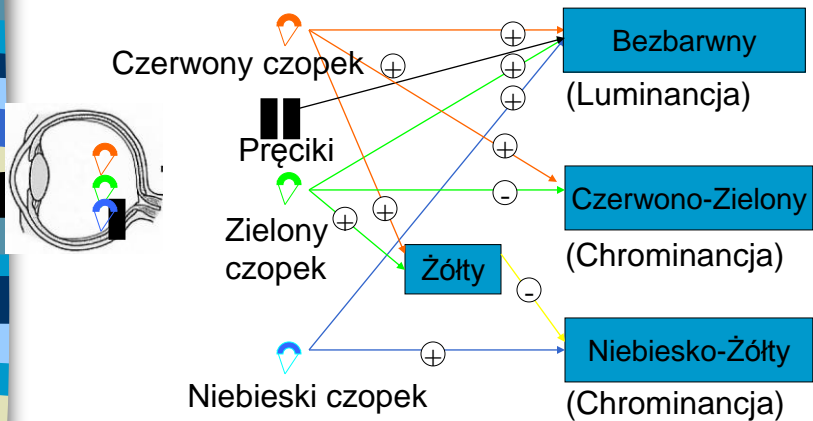 Czerwony czopek
+
+
Bezbarwny
+
+
(Luminancja)
Pręciki
+
-
Czerwono-Zielony
+
+
Zielony
czopek
(Chrominancja)
Żółty
-
+
Niebiesko-Żółty
Niebieski czopek
(Chrominancja)